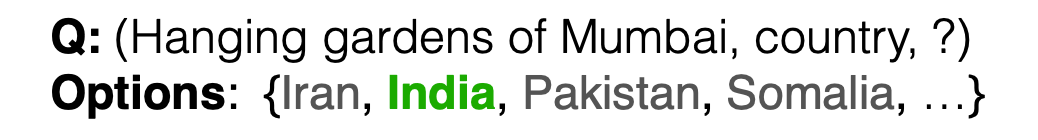 Q: (Hanging gardens of Mumbai, country, ?)
Options: {Iran, India, Pakistan, Somalia, …}